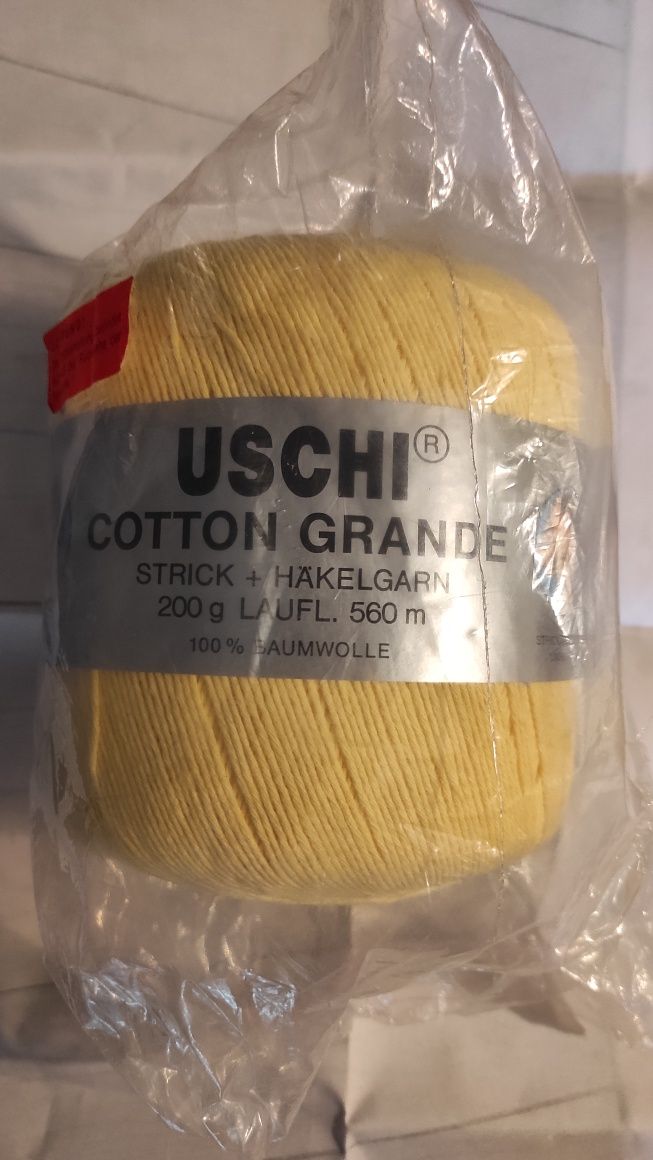 USCHI®
COTTON GRANDE
STRICK + HÄKELGARN
200 g LAUFL. 560 m
100 % BAUMWOLLE